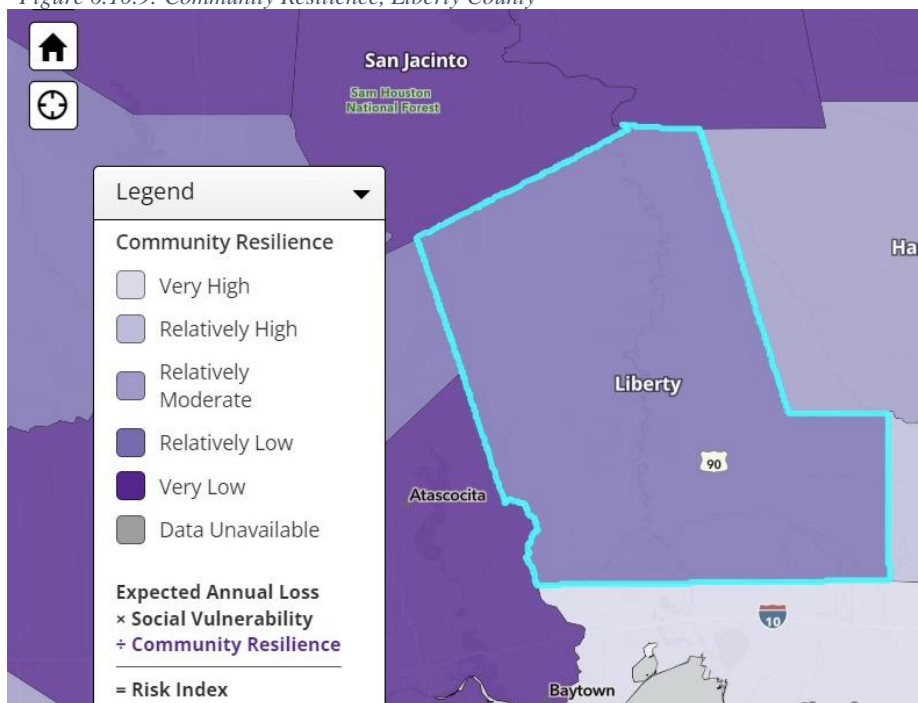 Figure 6.10.9: Community Resilience, Liberty County
San Jacinto
Sam Houston
National Forest
Legend
Community Resilience
Very High
Relatively High
Relatively
Moderate
Relatively Low
Very Low
Data Unavailable
Expected Annual Loss
× Social Vulnerability
÷ Community Resilience
= Risk Index
Ha
Liberty
90
Atascocita
10
Baytown